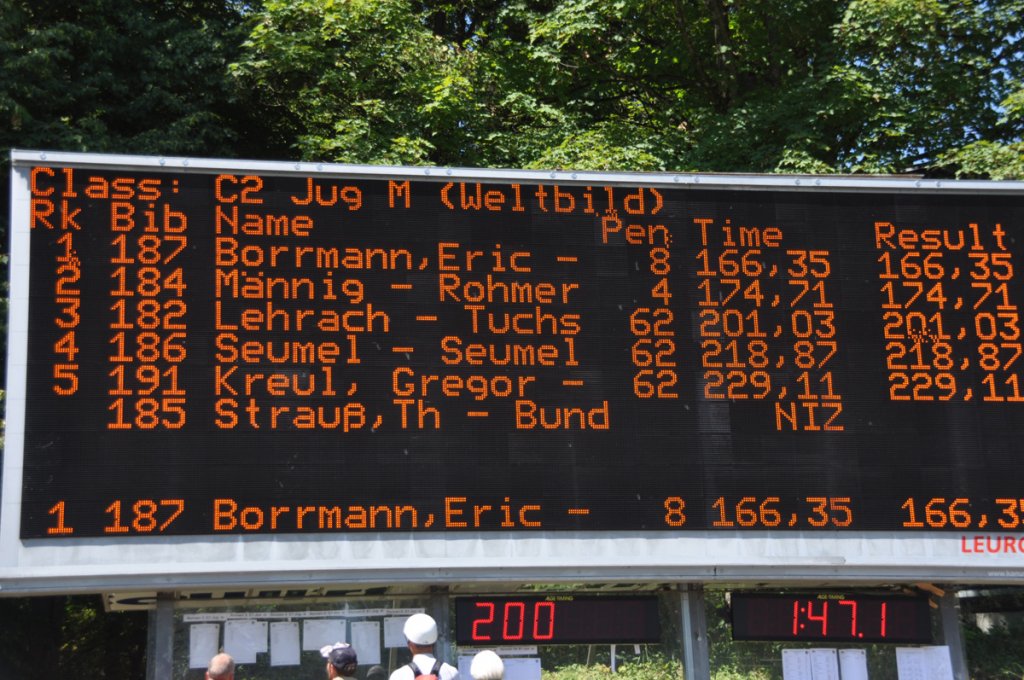 Class: C2 Jug M (Weltbild)
Rk Bib Name Pen Time Result
1 187 Borrmann,Eric - 8 166,35 166,35
2 184 Männig - Rohmer 4 174,71 174,71
3 182 Lehrach - Tuchs 62 201,03 201,03
4 186 Seumel - Seumel 62 218,87 218,87
5 191 Kreul, Gregor - 62 229,11 229,11
185 Strauß,Th - Bund NIZ
1 187 Borrmann,Eric - 8 166,35 166,35
LEURO
200 1:47.1